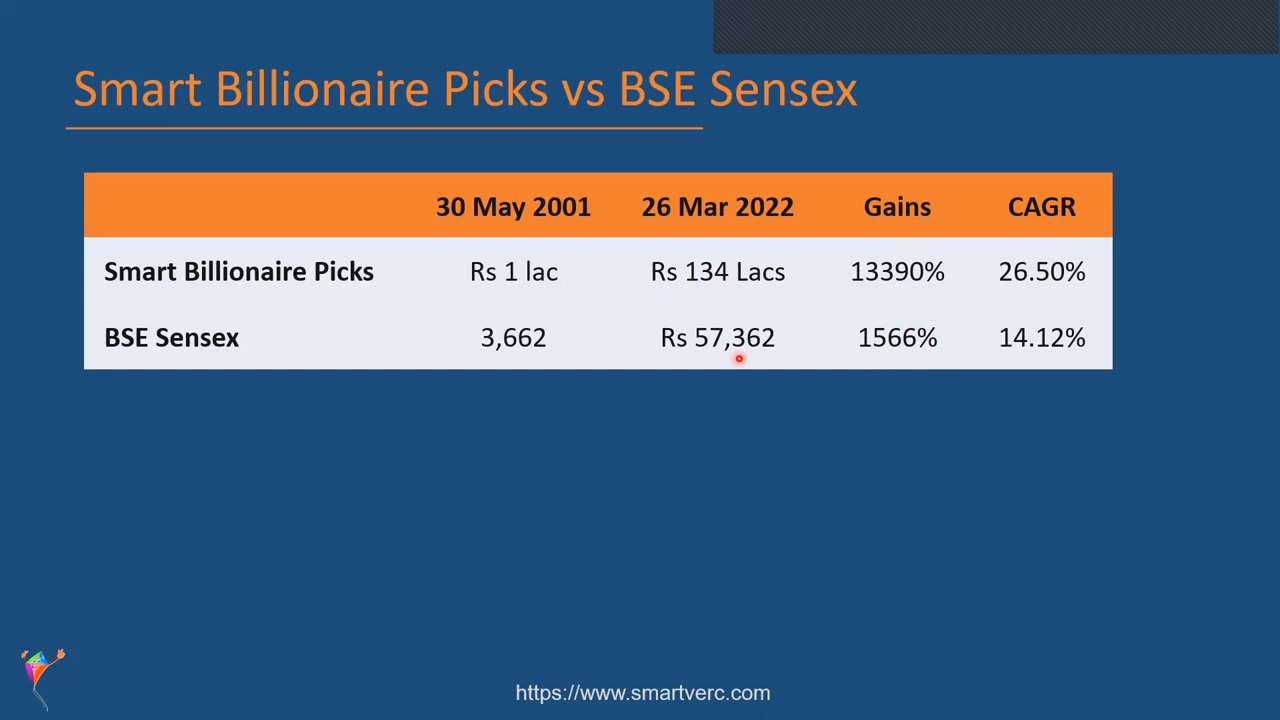 Smart Billionaire Picks vs BSE Sensex
30 May 2001 26 Mar 2022 Gains CAGR
Smart Billionaire Picks Rs 1 lac Rs 134 Lacs 13390% 26.50%
BSE Sensex 3,662 Rs 57,362 1566% 14.12%
https://www.smartverc.com